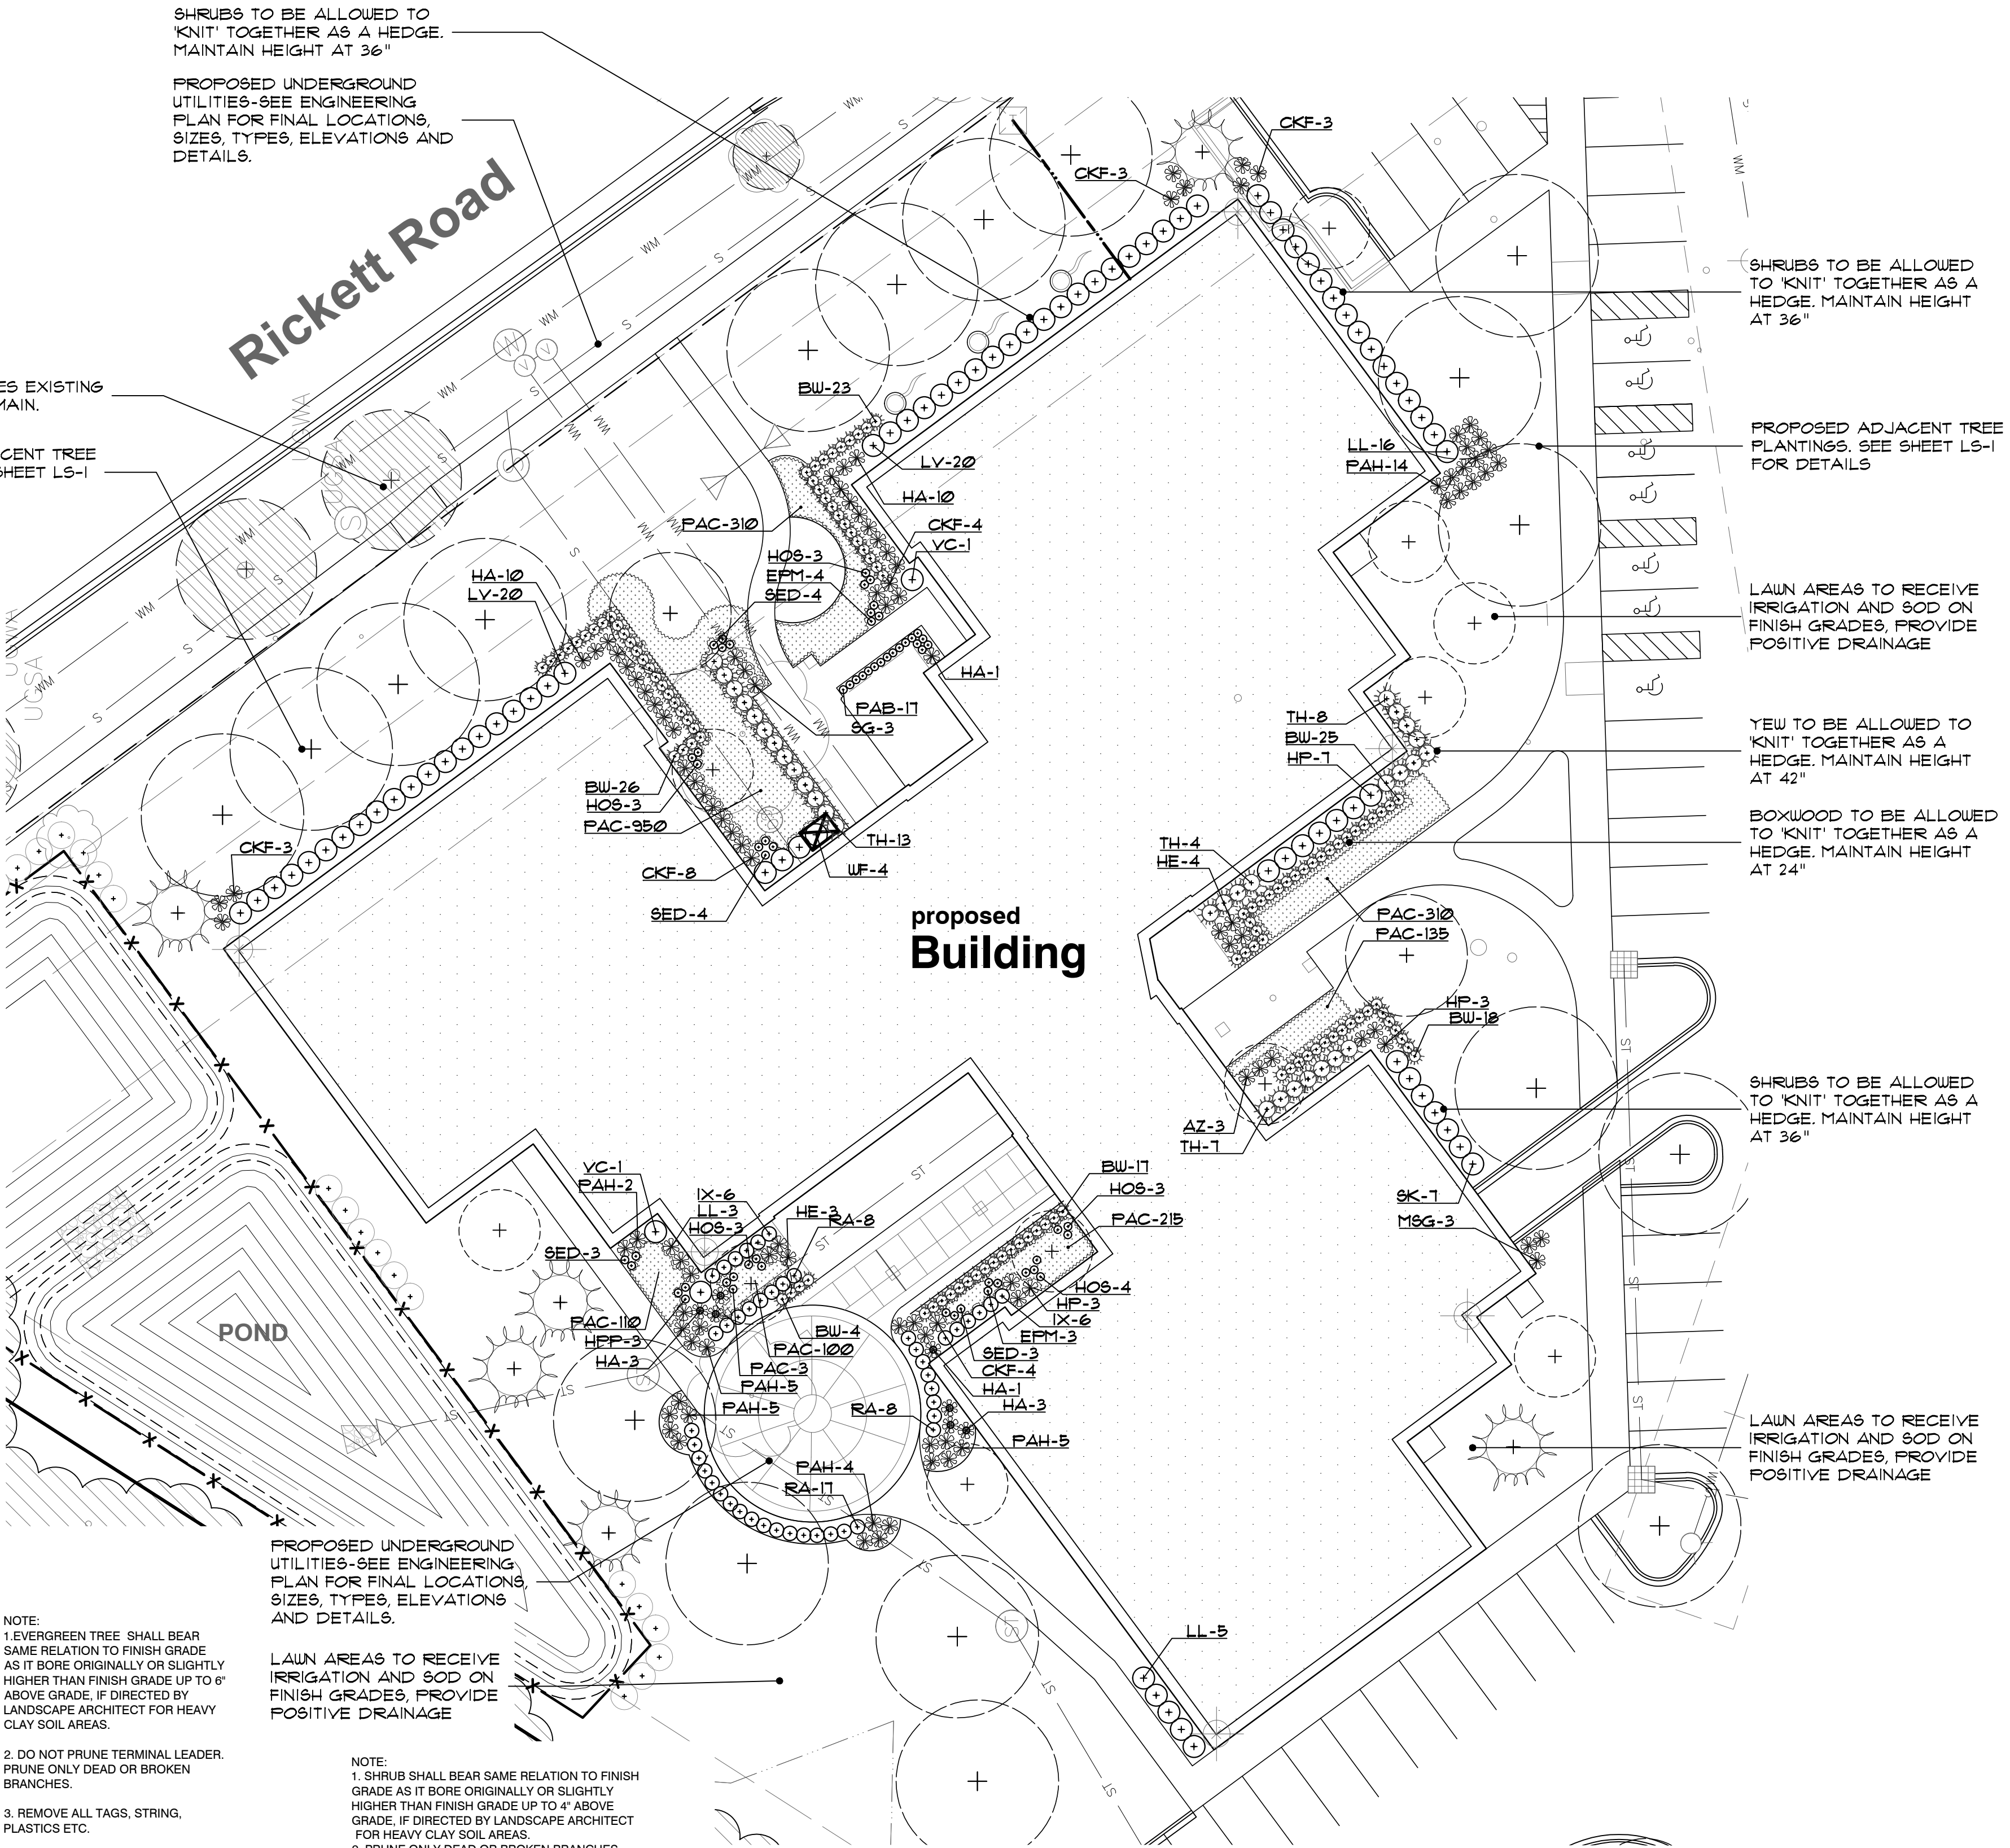 SHRUBS TO BE ALLOWED TO
'KNIT' TOGETHER AS A HEDGE.
MAINTAIN HEIGHT AT 36"
PROPOSED UNDERGROUND
UTILITIES-SEE ENGINEERING
PLAN FOR FINAL LOCATIONS,
SIZES, TYPES, ELEVATIONS AND
DETAILS.
Rickett Road
CKF-3
CKF-3
SHRUBS TO BE ALLOWED
TO 'KNIT' TOGETHER AS A
HEDGE. MAINTAIN HEIGHT
AT 36"
ES EXISTING
MAIN.
CENT TREE
SHEET LS-1
BW-23
LV-20
HA-10
PAC-310
CKF-4
VC-1
HOS-3
EPM-4
SED-4
HA-10
LV-20
HA-1
PAB-17
SG-3
LL-16
PAH-14
PROPOSED ADJACENT TREE
PLANTINGS. SEE SHEET LS-1
FOR DETAILS
LAWN AREAS TO RECEIVE
IRRIGATION AND SOD ON
FINISH GRADES, PROVIDE
POSITIVE DRAINAGE
BW-26
HOS-3
PAC-950
TH-13
CKF-8
WF-4
SED-4
CKF-3
TH-8
BW-25
HP-7
YEW TO BE ALLOWED TO
'KNIT' TOGETHER AS A
HEDGE. MAINTAIN HEIGHT
AT 42"
BOXWOOD TO BE ALLOWED
TO 'KNIT' TOGETHER AS A
HEDGE. MAINTAIN HEIGHT
AT 24"
TH-4
HE-4
proposed
Building
PAC-310
PAC-135
HP-3
BW-18
AZ-3
TH-7
SHRUBS TO BE ALLOWED
TO 'KNIT' TOGETHER AS A
HEDGE. MAINTAIN HEIGHT
AT 36"
SK-7
MSG-3
VC-1
PAH-2
IX-6
LL-3
HOS-3
HE-3
RA-8
SED-3
PAC-110
HPP-3
HA-3
BW-4
PAC-100
PAC-3
PAH-5
PAH-5
BW-17
HOS-3
PAC-215
HOS-4
HP-3
IX-6
EPM-3
SED-3
CKF-4
HA-1
HA-3
RA-8
PAH-5
PAH-4
RA-17
POND
LAWN AREAS TO RECEIVE
IRRIGATION AND SOD ON
FINISH GRADES, PROVIDE
POSITIVE DRAINAGE
PROPOSED UNDERGROUND
UTILITIES-SEE ENGINEERING
PLAN FOR FINAL LOCATIONS,
SIZES, TYPES, ELEVATIONS
AND DETAILS.
LAWN AREAS TO RECEIVE
IRRIGATION AND SOD ON
FINISH GRADES, PROVIDE
POSITIVE DRAINAGE
LL-5
NOTE:
1.EVERGREEN TREE SHALL BEAR
SAME RELATION TO FINISH GRADE
AS IT BORE ORIGINALLY OR SLIGHTLY
HIGHER THAN FINISH GRADE UP TO 6"
ABOVE GRADE, IF DIRECTED BY
LANDSCAPE ARCHITECT FOR HEAVY
CLAY SOIL AREAS.
2. DO NOT PRUNE TERMINAL LEADER.
PRUNE ONLY DEAD OR BROKEN
BRANCHES.
3. REMOVE ALL TAGS, STRING,
PLASTICS ETC.
NOTE:
1. SHRUB SHALL BEAR SAME RELATION TO FINISH
GRADE AS IT BORE ORIGINALLY OR SLIGHTLY
HIGHER THAN FINISH GRADE UP TO 4" ABOVE
GRADE, IF DIRECTED BY LANDSCAPE ARCHITECT
FOR HEAVY CLAY SOIL AREAS.
2. PRUNE ONLY DEAD OR BROKEN BRANCHES